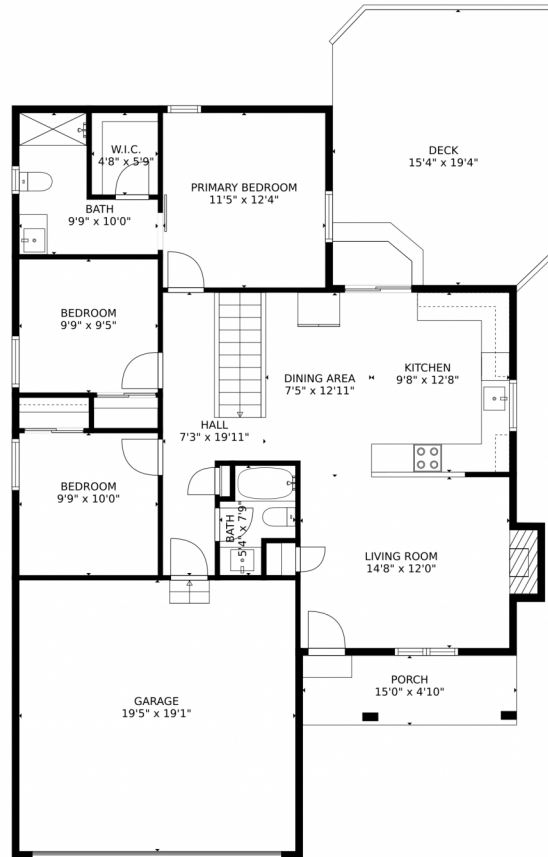 DECK
15'4" x 19'4"
W.I.C.
4'8" x 5'9"
PRIMARY BEDROOM
11'5" x 12'4"
BATH
9'9" x 10'0"
BEDROOM
9'9" x 9'5"
DINING AREA
7'5" x 12'11"
KITCHEN
9'8" x 12'8"
HALL
7'3" x 19'11"
BEDROOM
9'9" x 10'0"
BATH
5'4" x 7'9"
LIVING ROOM
14'8" x 12'0"
PORCH
15'0" x 4'10"
GARAGE
19'5" x 19'1"